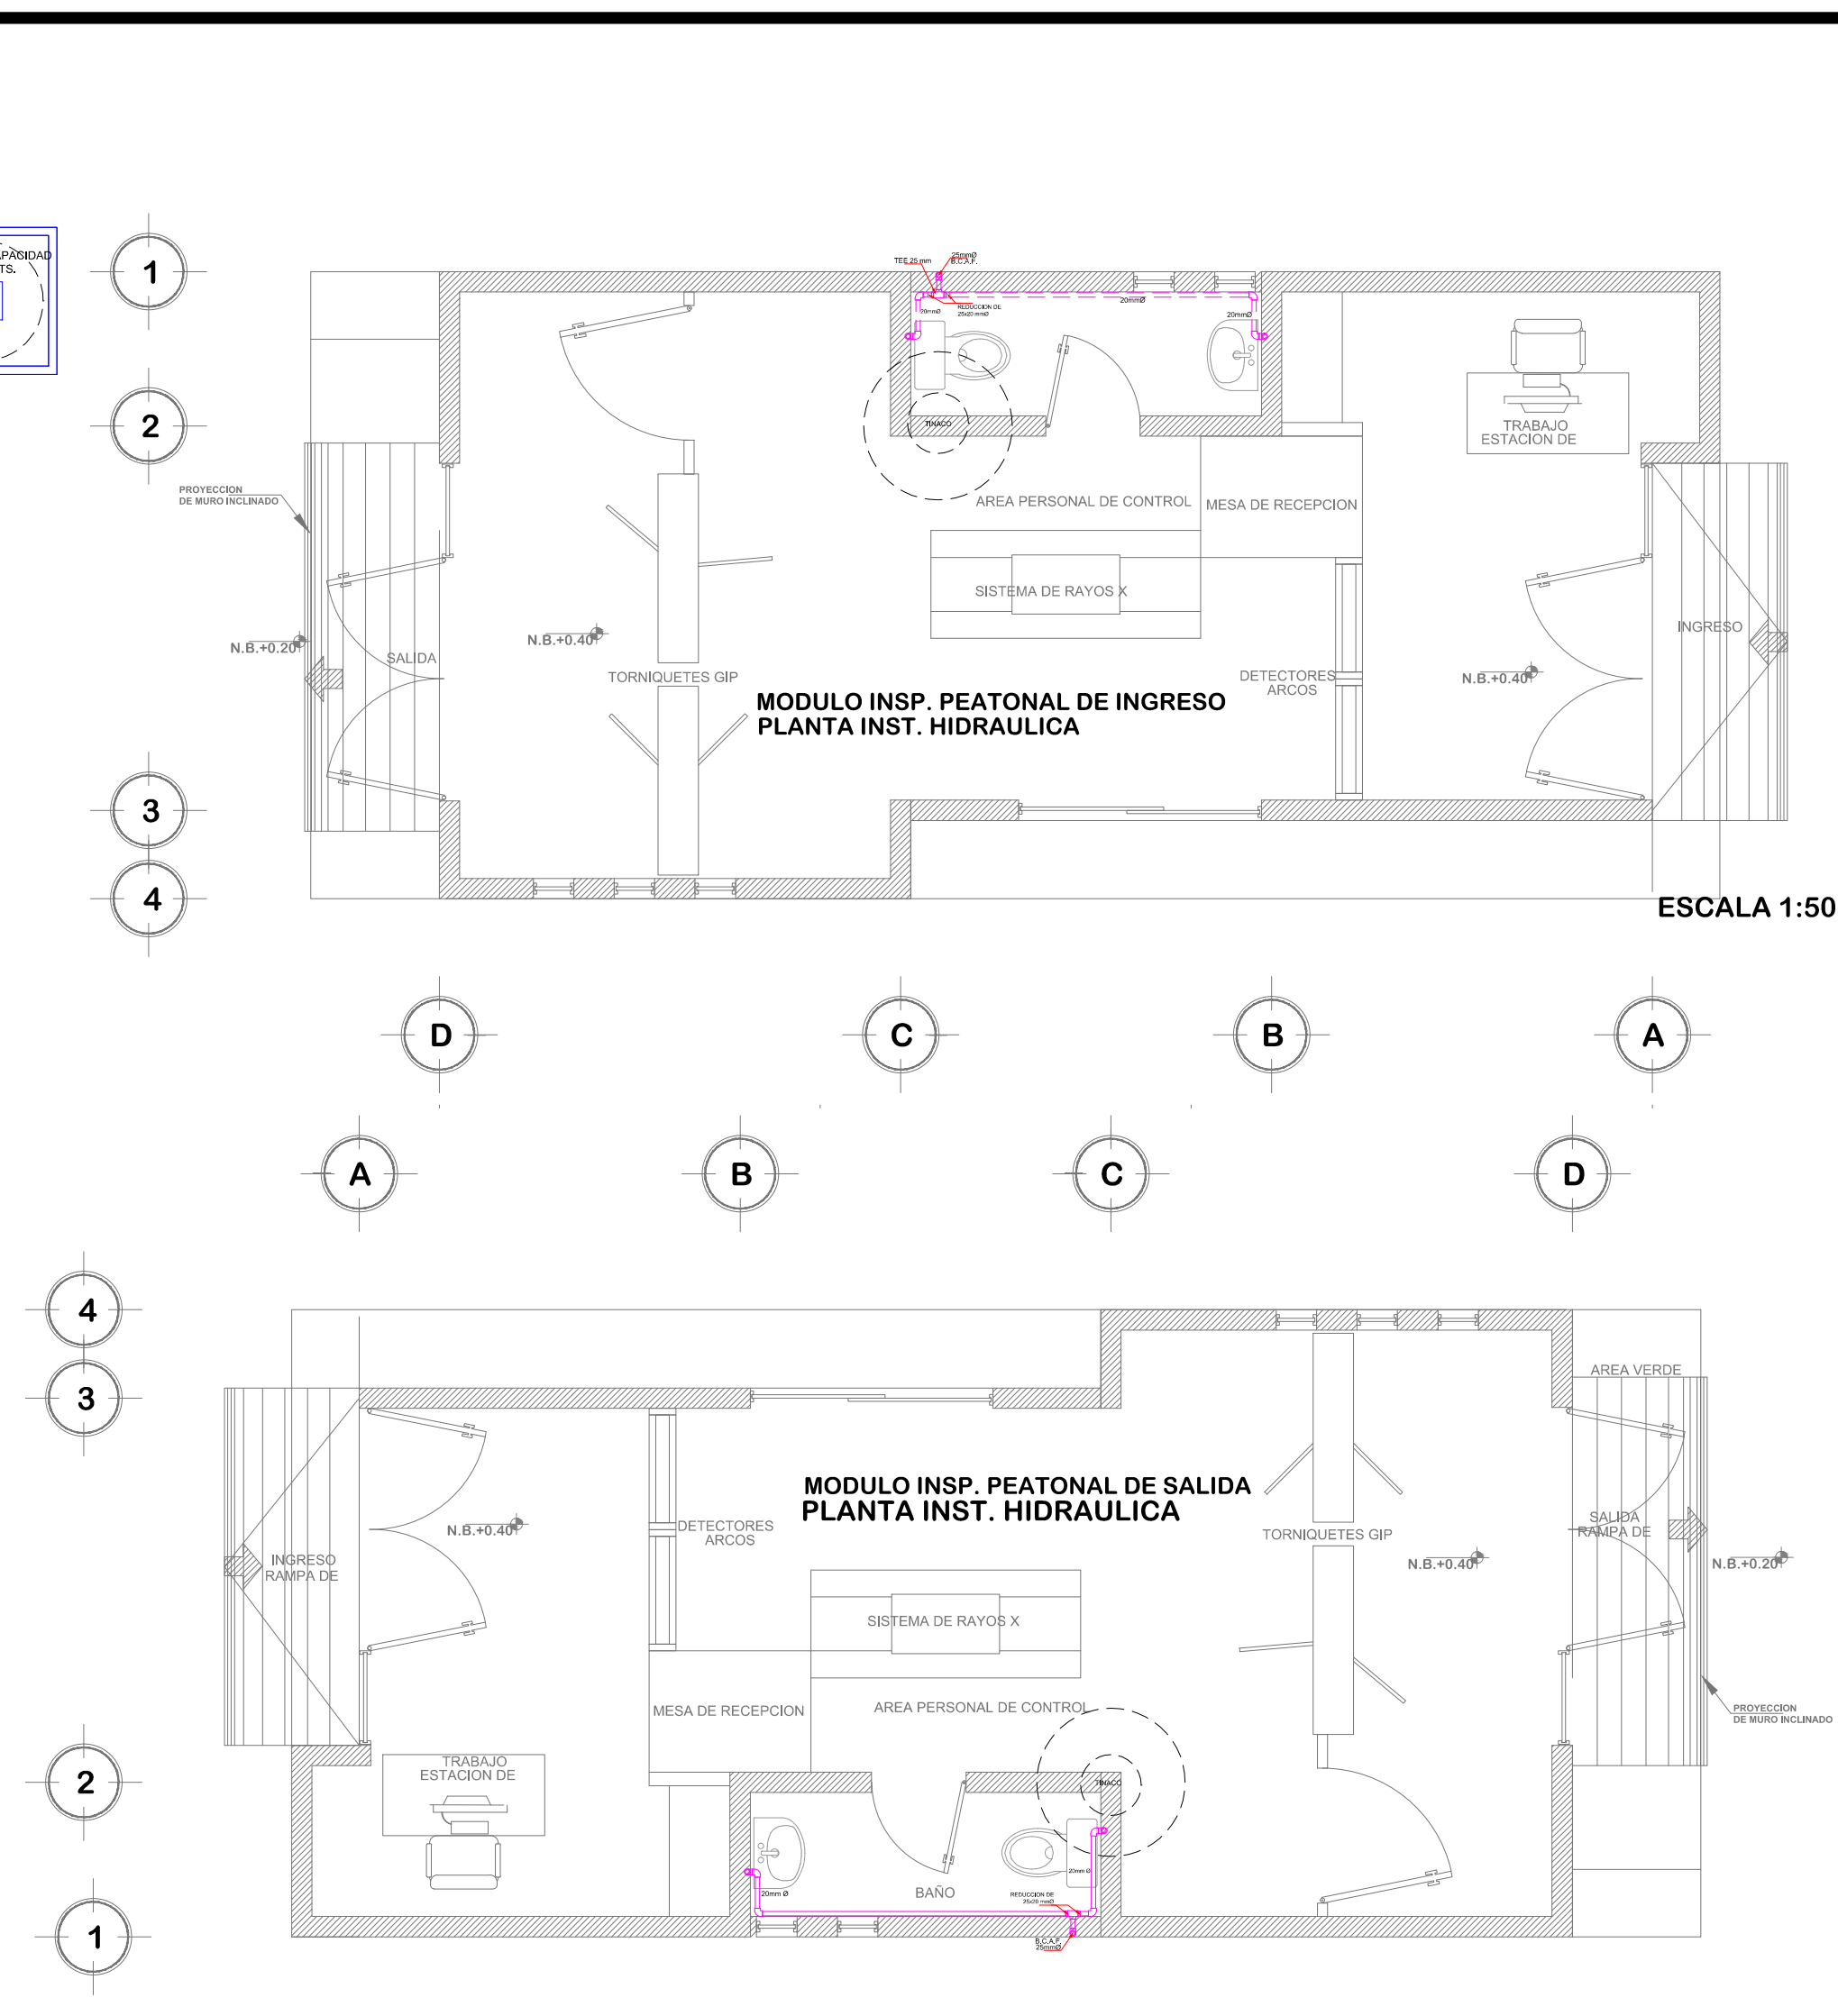 PACIDAD
TS.
1
2
3
4
TEE 25 mm
25mmØ
B.C.A.F.
REDUCCION DE
25x20 mmØ
20mmØ
20mmØ
20mmØ
TINACO
TRABAJO
ESTACION DE
PROYECCION
DE MURO INCLINADO
AREA PERSONAL DE CONTROL
MESA DE RECEPCION
SISTEMA DE RAYOS X
N.B.+0.20
SALIDA
N.B.+0.40
TORNIQUETES GIP
DETECTORES
ARCOS
N.B.+0.40
INGRESO
MODULO INSP. PEATONAL DE INGRESO
PLANTA INST. HIDRAULICA
ESCALA 1:50
D
C
B
A
A
B
C
D
4
3
2
1
AREA VERDE
MODULO INSP. PEATONAL DE SALIDA
PLANTA INST. HIDRAULICA
N.B.+0.40
DETECTORES
ARCOS
TORNIQUETES GIP
SALIDA
RAMPA DE
INGRESO
RAMPA DE
N.B.+0.40
N.B.+0.20
SISTEMA DE RAYOS X
MESA DE RECEPCION
AREA PERSONAL DE CONTROL
PROYECCION
DE MURO INCLINADO
TRABAJO
ESTACION DE
TINACO
20mm Ø
20mm Ø
BAÑO
REDUCCION DE
25x20 mmØ
B.C.A.F.
25mmØ